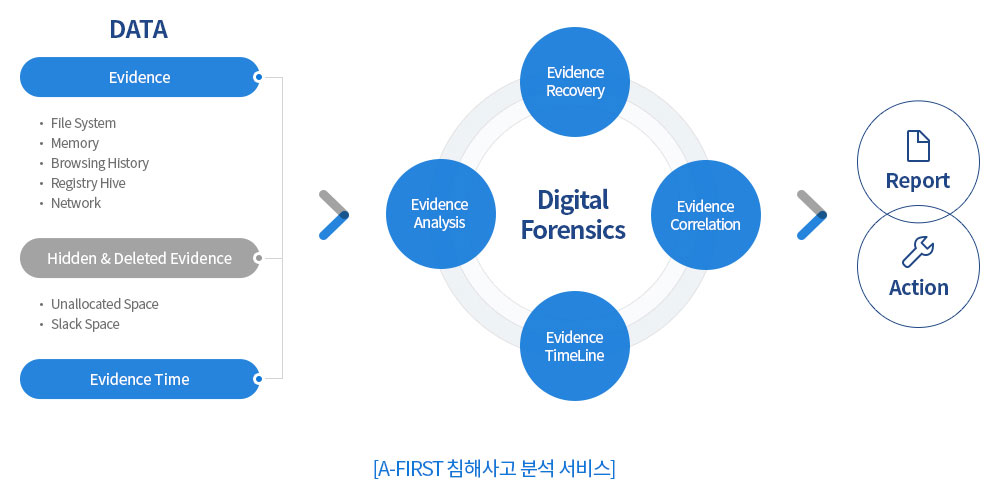 DATA
Evidence
• File System
• Memory
• Browsing History
• Registry Hive
• Network
Hidden & Deleted Evidence
• Unallocated Space
• Slack Space
Evidence Time
Evidence
Recovery
Evidence
Analysis
Digital
Forensics
Evidence
Correlation
Evidence
TimeLine
Report
Action
[A-FIRST 침해사고 분석 서비스]